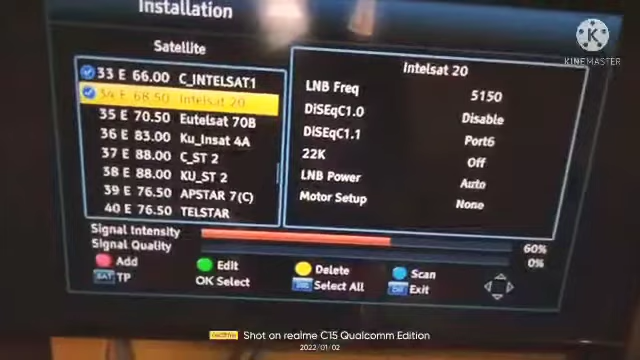 Installation
K
KINEMASTER
Satellite
33 E 66.00 C_INTELSAT1
34 E 68.50 Intelsat 20
35 E 70.50 Eutelsat 70B
36 E 83.00 Ku_Insat 4A
37 E 88.00 C_ST 2
38 E 88.00 KU_ST 2
39 E 76.50 APSTAR 7(C)
40 E 76.50 TELSTAR
Intelsat 20
LNB Freq 5150
DiSEqC1.0 Disable
DiSEqC1.1 Port6
22K Off
LNB Power Auto
Motor Setup None
Signal Intensity 60%
Signal Quality 0%
Add Edit Delete Scan
SAT TP OK Select Select All Exit
Shot on realme C15 Qualcomm Edition
2022/01/02